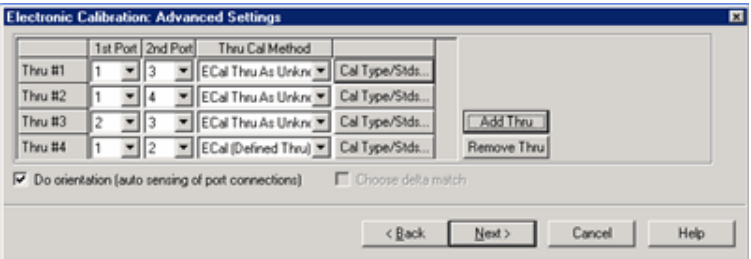 Electronic Calibration: Advanced Settings
1st Port 2nd Port Thru Cal Method
Thru #1 1 3 ECal Thru As Unkn Cal Type/Stds...
Thru #2 1 4 ECal Thru As Unkn Cal Type/Stds...
Thru #3 2 3 ECal Thru As Unkn Cal Type/Stds... Add Thru
Thru #4 1 2 ECal (Defined Thru) Cal Type/Stds... Remove Thru
Do orientation (auto sensing of port connections) Choose delta match
< Back Next > Cancel Help